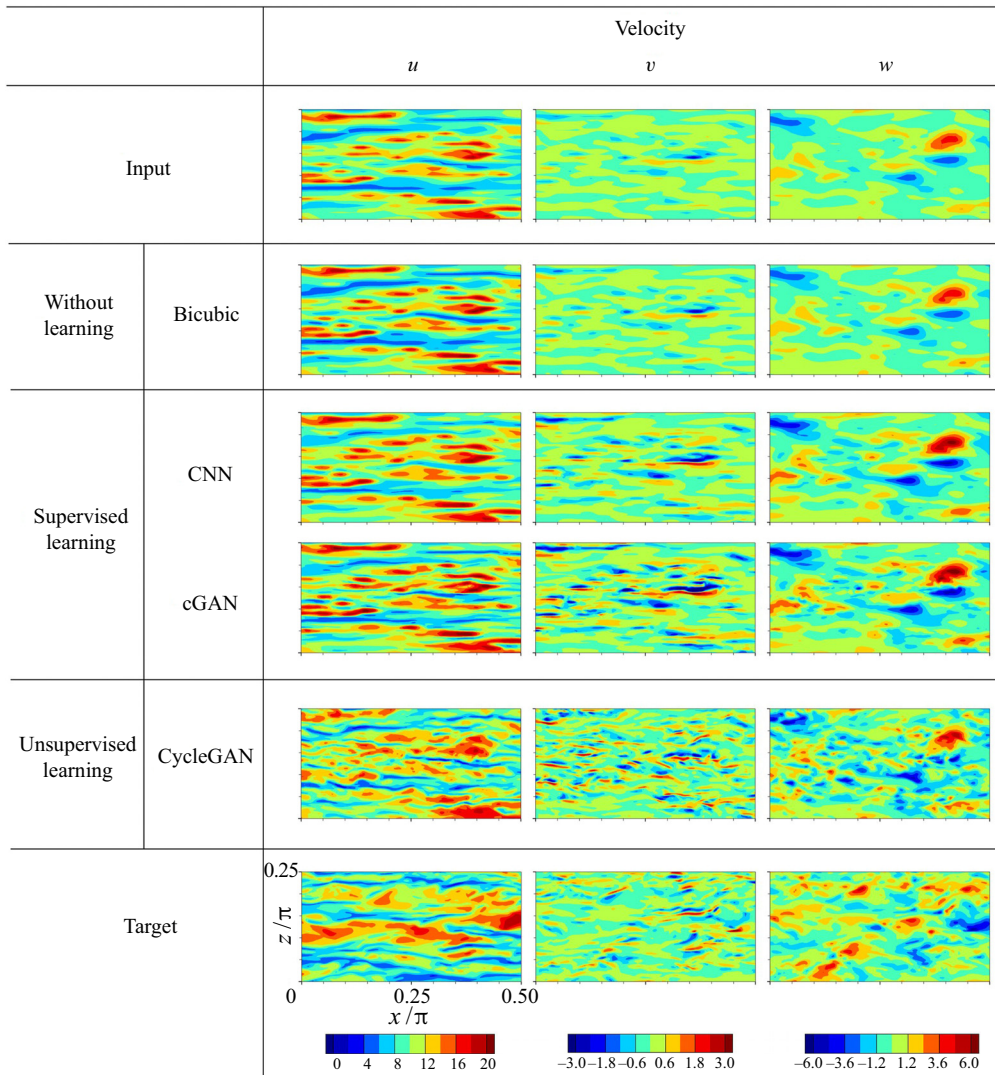 Velocity
u v w
Input
Without
learning
Bicubic
CNN
Supervised
learning
cGAN
Unsupervised
learning
CycleGAN
Target
0.25
z/π
0 0.25 0.50
x/π
0 4 8 12 16 20
−3.0 −1.8 −0.6 0.6 1.8 3.0
−6.0 −3.6 −1.2 1.2 3.6 6.0